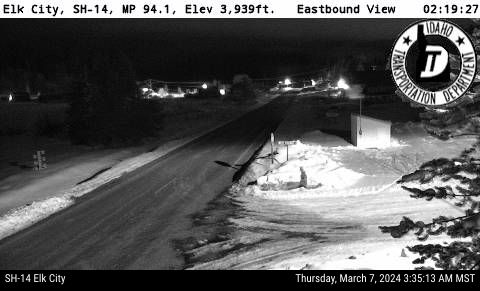 Elk City, SH-14, MP 94.1, Elev 3,939ft. Eastbound View 02:19:27
IDAHO
TRANSPORTATION DEPARTMENT
SH-14 Elk City Thursday, March 7, 2024 3:35:13 AM MST